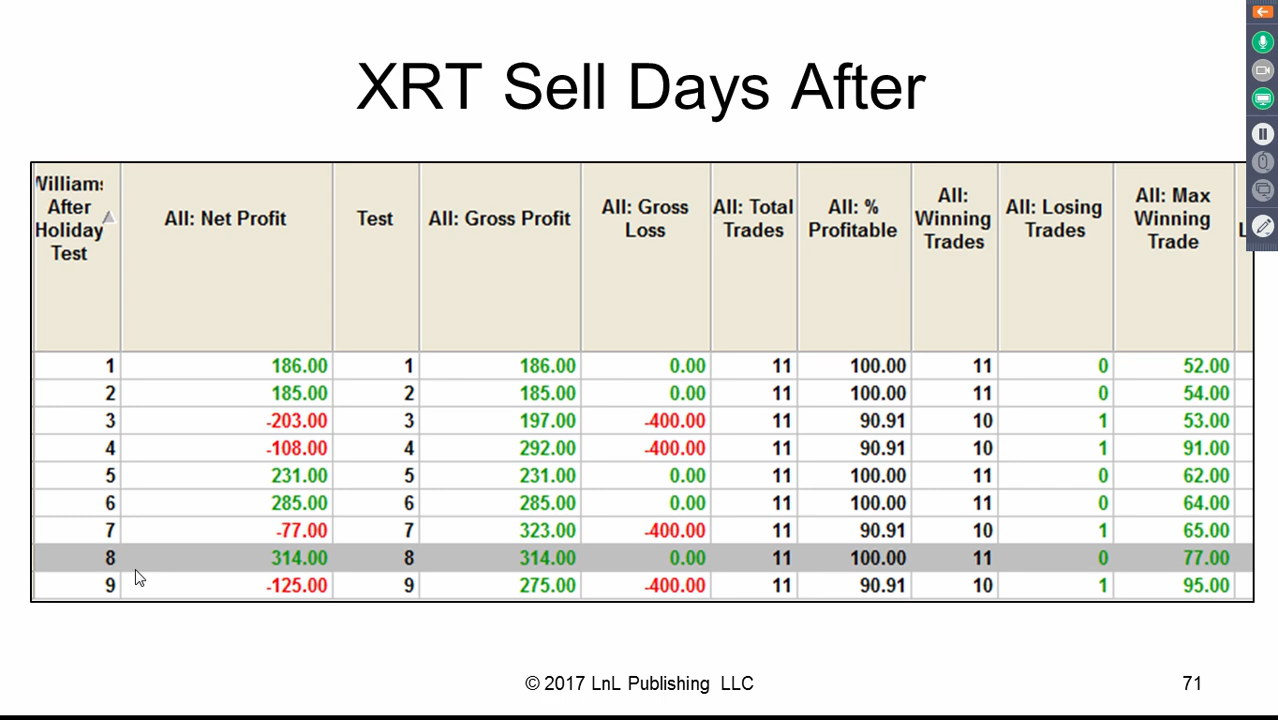 XRT Sell Days After
Williams After Holiday Test All: Net Profit Test All: Gross Profit All: Gross Loss All: Total Trades All: % Profitable All: Winning Trades All: Losing Trades All: Max Winning Trade L
1 186.00 1 186.00 0.00 11 100.00 11 0 52.00
2 185.00 2 185.00 0.00 11 100.00 11 0 54.00
3 -203.00 3 197.00 -400.00 11 90.91 10 1 53.00
4 -108.00 4 292.00 -400.00 11 90.91 10 1 91.00
5 231.00 5 231.00 0.00 11 100.00 11 0 62.00
6 285.00 6 285.00 0.00 11 100.00 11 0 64.00
7 -77.00 7 323.00 -400.00 11 90.91 10 1 65.00
8 314.00 8 314.00 0.00 11 100.00 11 0 77.00
9 -125.00 9 275.00 -400.00 11 90.91 10 1 95.00
© 2017 LnL Publishing LLC 71